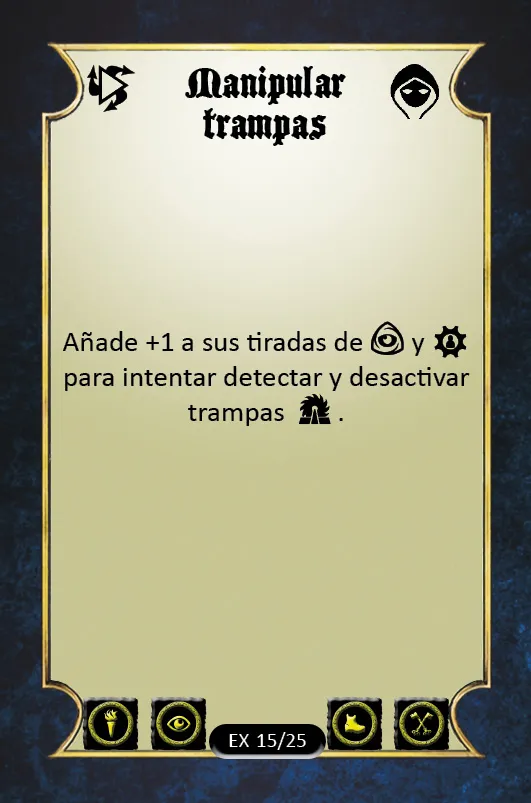 Manipular
trampas
Añade +1 a sus tiradas de y
para intentar detectar y desactivar
trampas .
EX 15/25